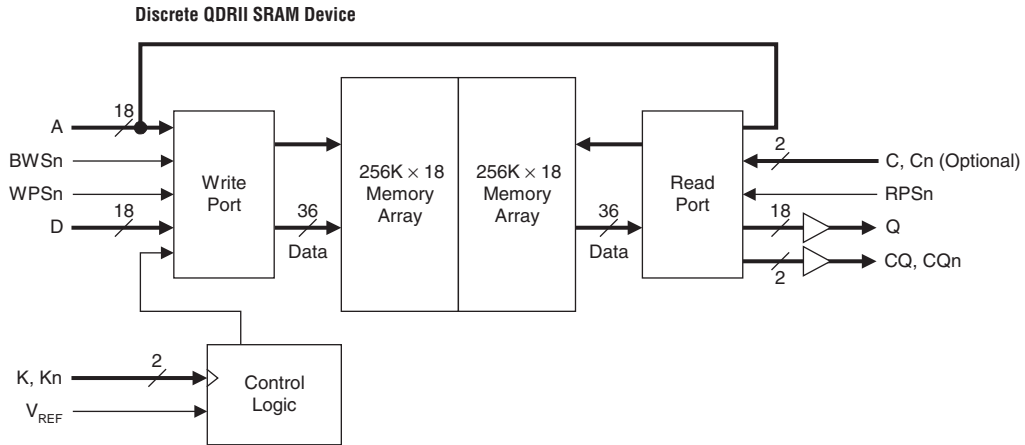 Discrete QDRII SRAM Device
A
18
BWSn
WPSn
D
18
Write
Port
36
Data
256K × 18
Memory
Array
256K × 18
Memory
Array
36
Data
Read
Port
2
C, Cn (Optional)
RPSn
18
Q
2
CQ, CQn
K, Kn
2
VREF
Control
Logic